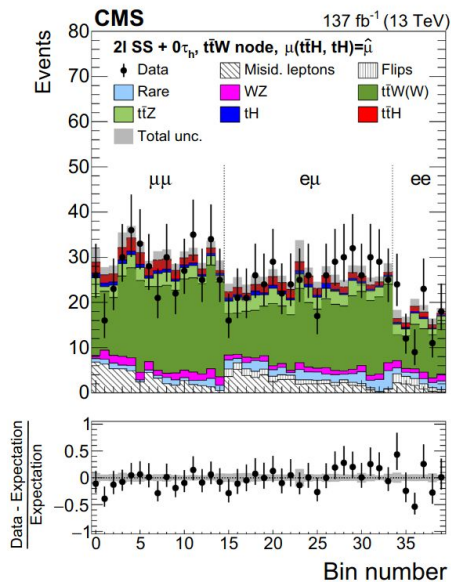 CMS 137 fb⁻¹ (13 TeV)
2l SS + 0τₕ, tt̄W node, μ(tt̄H, tH)=μ̂
Data Misid. leptons Flips
Rare WZ tt̄W(W)
tt̄Z tH tt̄H
Total unc.
Events
80
70
60
50
40
30
20
10
0
μμ eμ ee
Data - Expectation
Expectation
1
0.5
0
−0.5
−1
0 5 10 15 20 25 30 35
Bin number